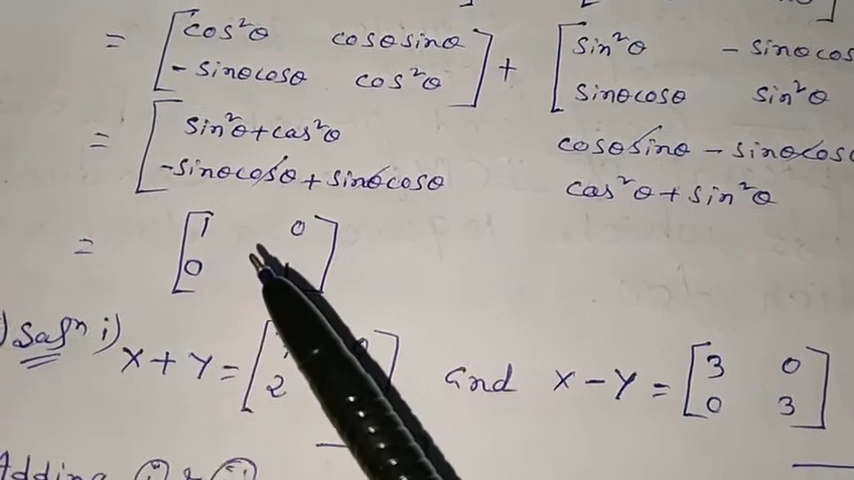 = [cos²θ cosθsinθ
-sinθcosθ cos²θ] + [sin²θ -sinθcos
sinθcosθ sin²θ
= [sin²θ+cos²θ cosθsinθ - sinθcos
-sinθcosθ + sinθcosθ cos²θ + sin²θ
= [1 0
0 ]
) Solⁿ i)
X + Y = [
2 ] and X - Y = [3 0
0 3]
Adding